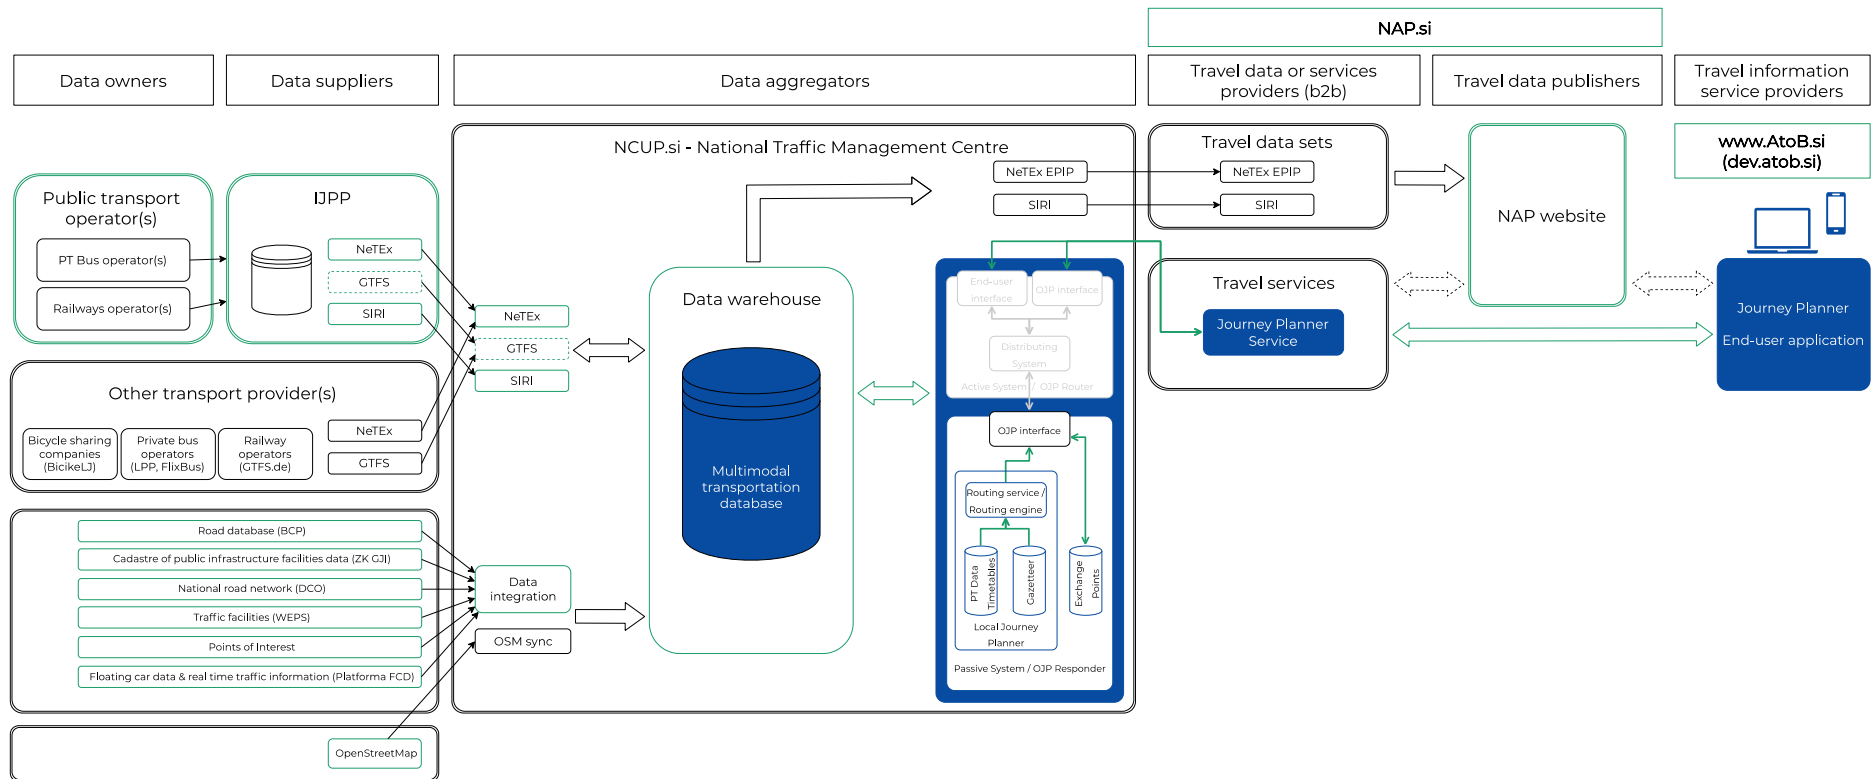 NAP.si
Data owners
Data suppliers
Data aggregators
Travel data or services
providers (b2b)
Travel data publishers
Travel information
service providers
www.AtoB.si
(dev.atob.si)
Public transport
operator(s)
PT Bus operator(s)
Railways operator(s)
IJPP
NeTEx
GTFS
SIRI
Other transport provider(s)
Bicycle sharing
companies
(BicikeLJ)
Private bus
operators
(LPP, FlixBus)
Railway
operators
(GTFS.de)
NeTEx
GTFS
Road database (BCP)
Cadastre of public infrastructure facilities data (ZK GJI)
National road network (DCO)
Traffic facilities (WEPS)
Points of Interest
Floating car data & real time traffic information (Platforma FCD)
OpenStreetMap
NCUP.si - National Traffic Management Centre
NeTEx
GTFS
SIRI
Data
integration
OSM sync
Data warehouse
Multimodal
transportation
database
NeTEx EPIP
SIRI
End-user
interface
OJP interface
Distributing
System
Active System / OJP Router
OJP interface
Routing service /
Routing engine
PT Data
Timetables
Gazetteer
Exchange
Points
Local Journey
Planner
Passive System / OJP Responder
Travel data sets
NeTEx EPIP
SIRI
Travel services
Journey Planner
Service
NAP website
Journey Planner
End-user application